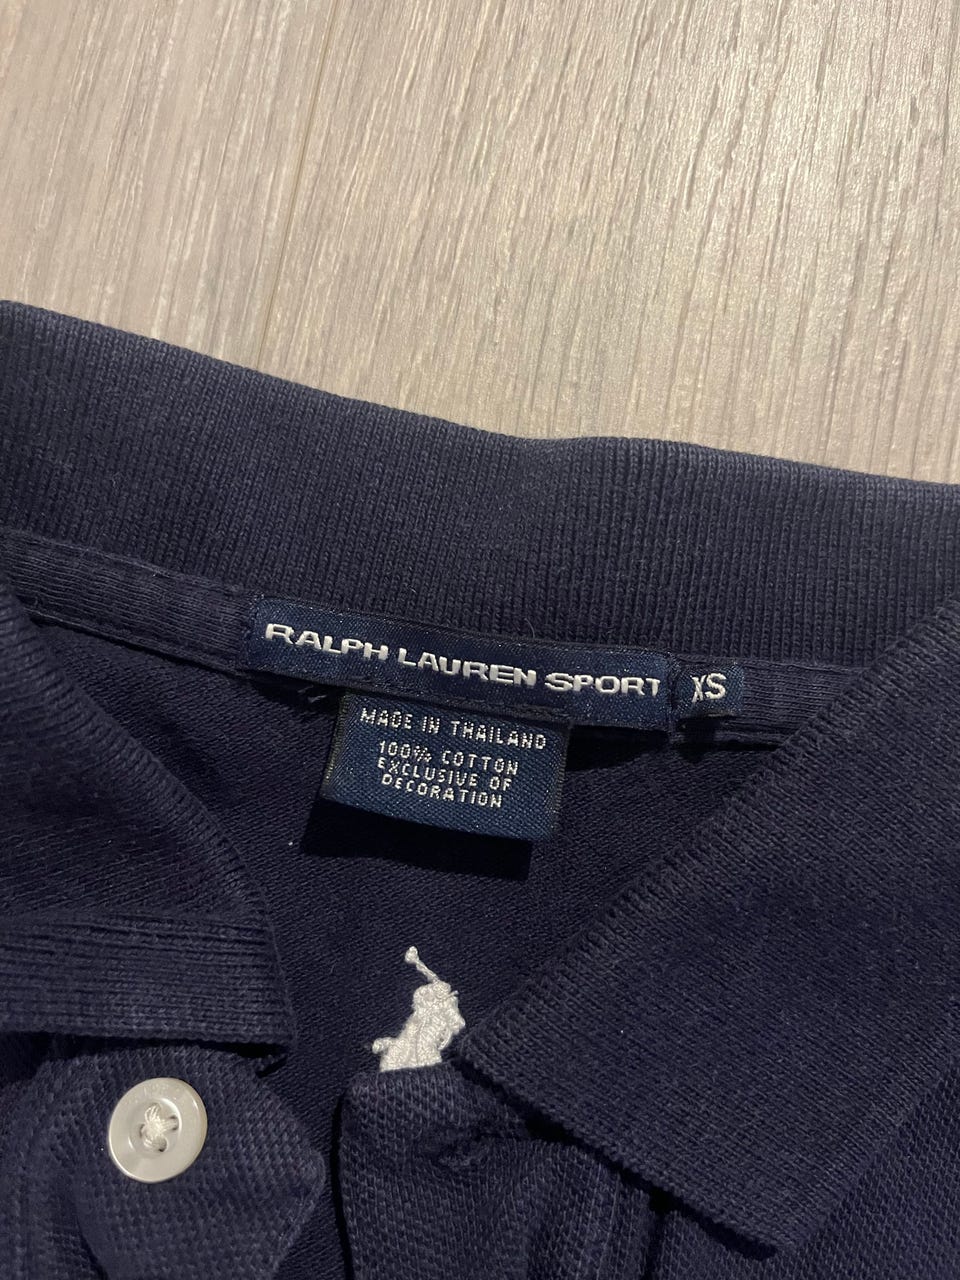 RALPH LAUREN SPORT XS
MADE IN THAILAND
100% COTTON
EXCLUSIVE OF
DECORATION